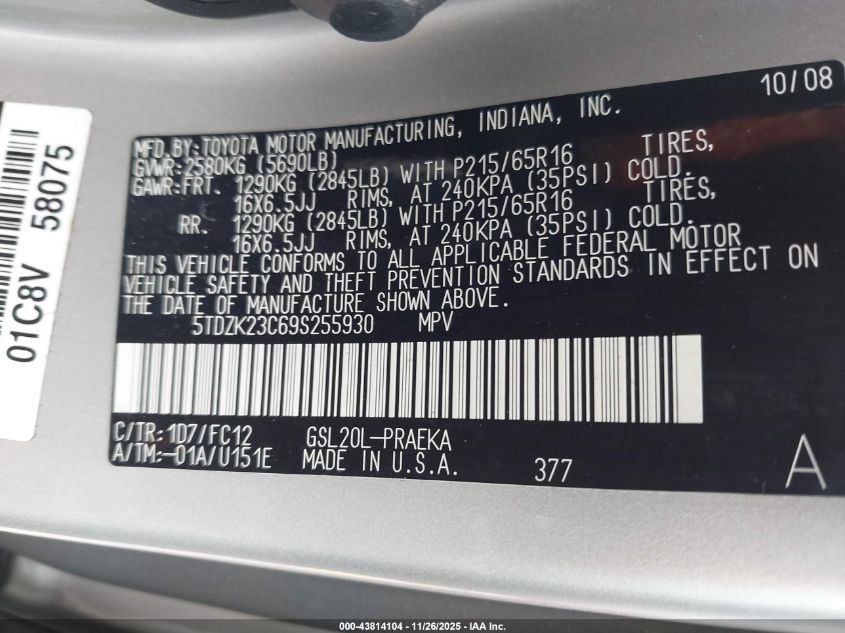 10/08
MFD.BY:TOYOTA MOTOR MANUFACTURING, INDIANA, INC.
GVWR:2580KG (5690LB)
GAWR:FRT. 1290KG (2845LB) WITH P215/65R16 TIRES,
16X6.5JJ RIMS, AT 240KPA (35PSI) COLD.
RR. 1290KG (2845LB) WITH P215/65R16 TIRES,
16X6.5JJ RIMS, AT 240KPA (35PSI) COLD.
THIS VEHICLE CONFORMS TO ALL APPLICABLE FEDERAL MOTOR
VEHICLE SAFETY AND THEFT PREVENTION STANDARDS IN EFFECT ON
THE DATE OF MANUFACTURE SHOWN ABOVE.
5TDZK23C69S255930 MPV
C/TR:1D7/FC12 GSL20L-PRAEKA
A/TM:-01A/U151E MADE IN U.S.A. 377 A
01C8V 58075
000-43814104 - 11/26/2025 - IAA Inc.